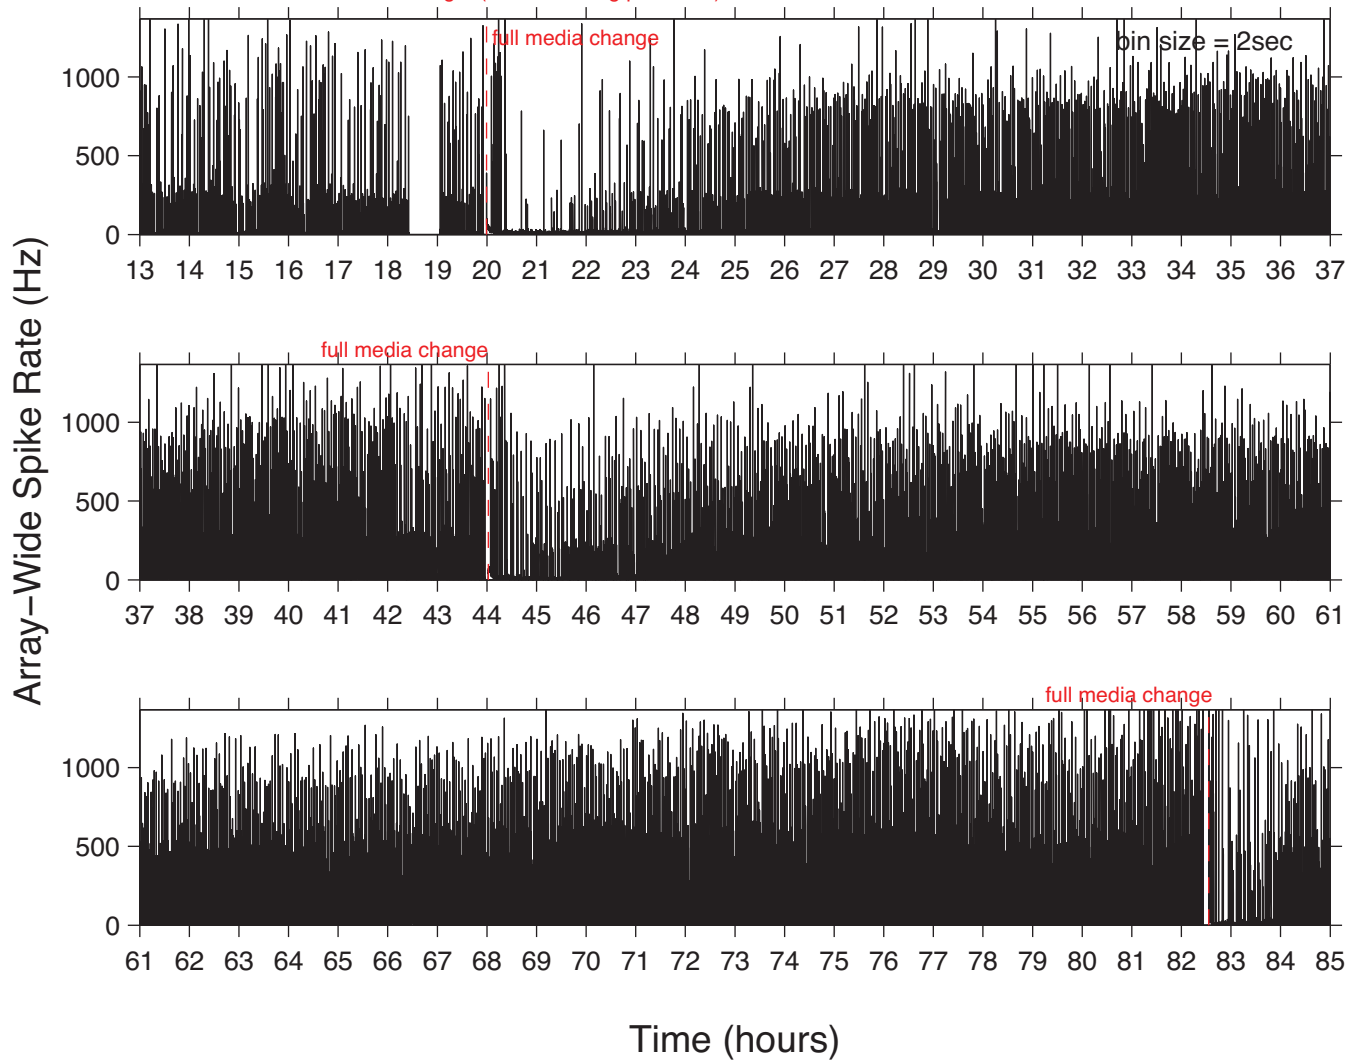 full media change
bin size = 2sec
1000
500
0
13 14 15 16 17 18 19 20 21 22 23 24 25 26 27 28 29 30 31 32 33 34 35 36 37
Array-Wide Spike Rate (Hz)
full media change
1000
500
0
37 38 39 40 41 42 43 44 45 46 47 48 49 50 51 52 53 54 55 56 57 58 59 60 61
full media change
1000
500
0
61 62 63 64 65 66 67 68 69 70 71 72 73 74 75 76 77 78 79 80 81 82 83 84 85
Time (hours)